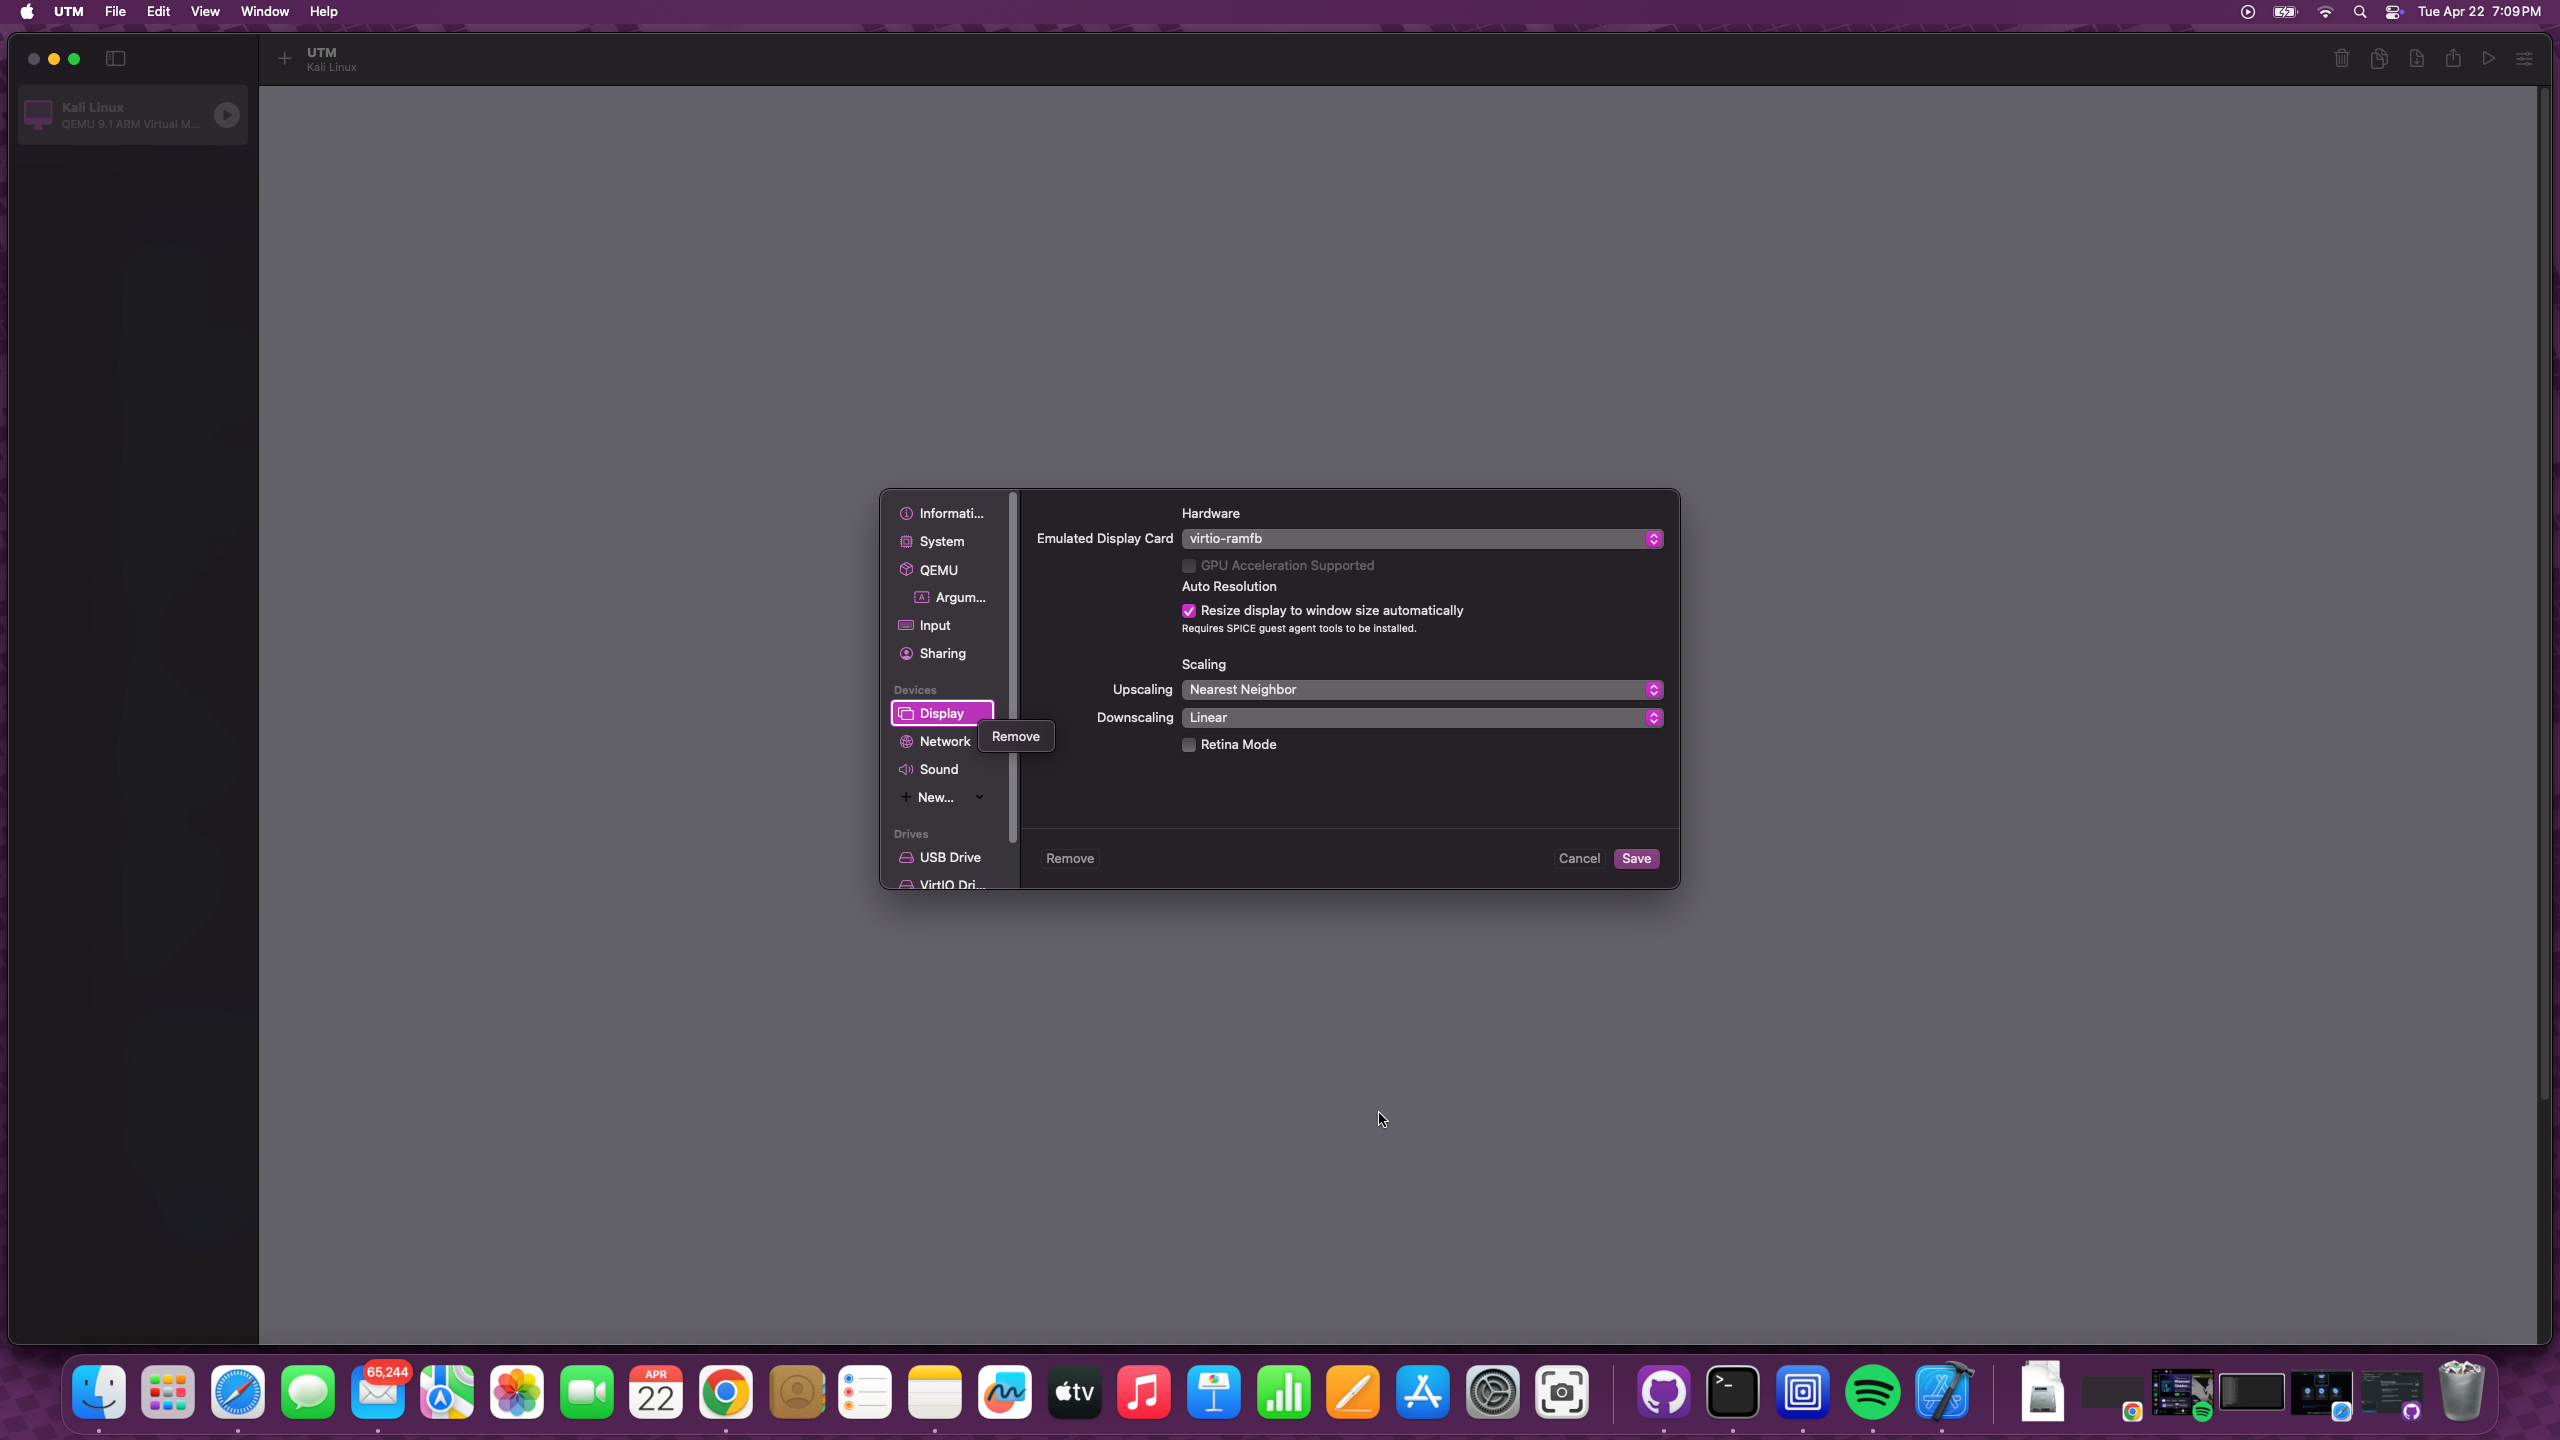 UTM File Edit View Window Help
Tue Apr 22 7:09 PM
UTM
Kali Linux
Kali Linux
QEMU 9.1 ARM Virtual M...
Informati...
System
QEMU
Argum...
Input
Sharing
Devices
Display
Remove
Network
Sound
New...
Drives
USB Drive
VirtIO Dri...
Hardware
Emulated Display Card virtio-ramfb
GPU Acceleration Supported
Auto Resolution
Resize display to window size automatically
Requires SPICE guest agent tools to be installed.
Scaling
Upscaling Nearest Neighbor
Downscaling Linear
Retina Mode
Remove Cancel Save
65,244
APR
22
tv
>_